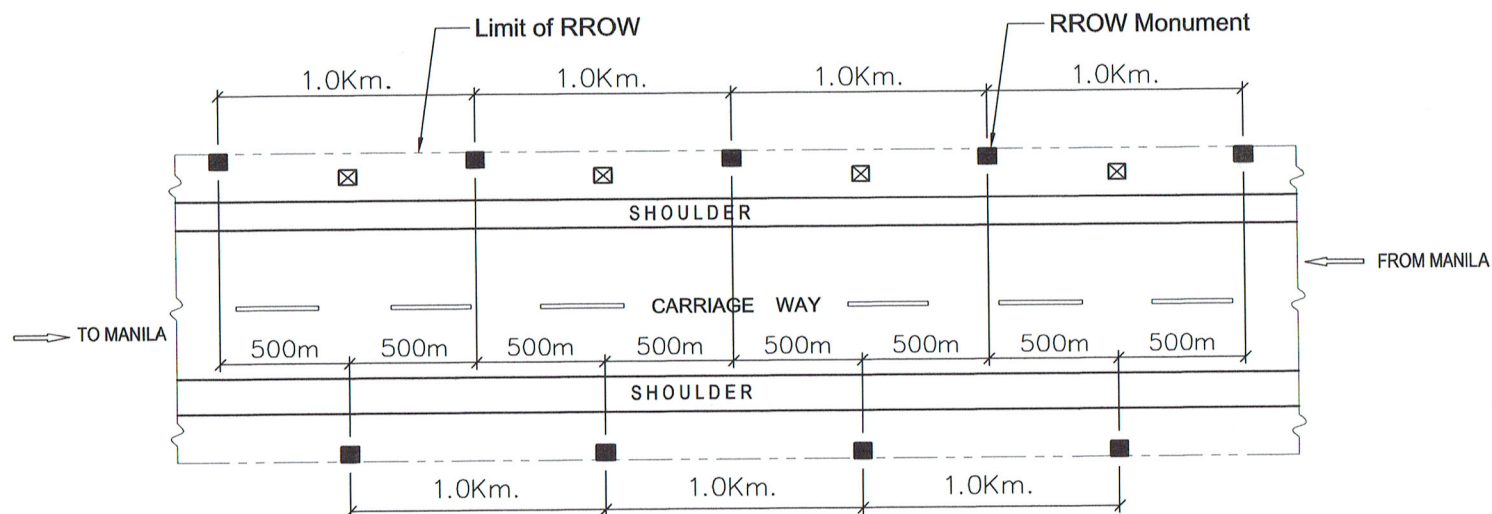 Limit of RROW
RROW Monument
1.0Km.
1.0Km.
1.0Km.
1.0Km.
SHOULDER
FROM MANILA
CARRIAGE WAY
TO MANILA
500m
500m
500m
500m
500m
500m
500m
500m
SHOULDER
1.0Km.
1.0Km.
1.0Km.